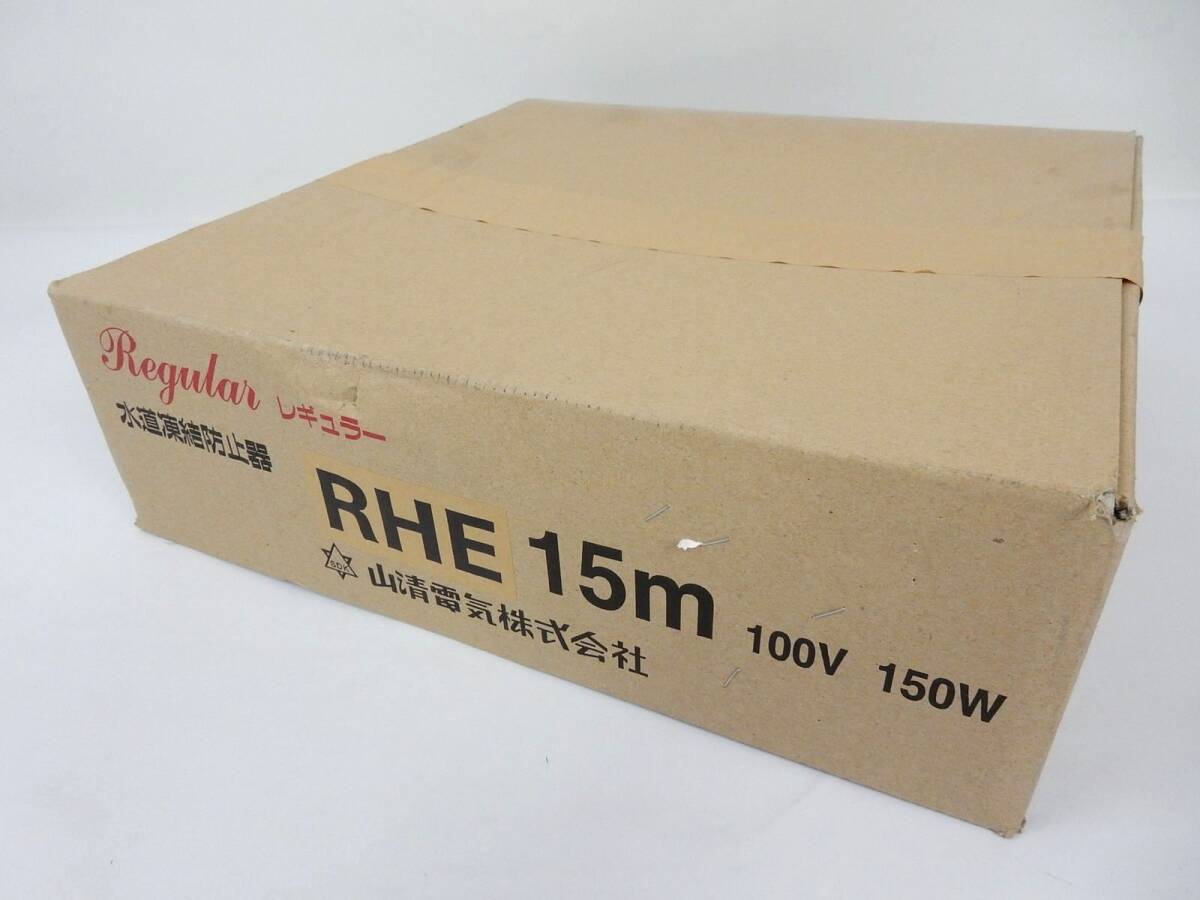 Regular レギュラー
水道凍結防止器
RHE 15m 100V 150W
SDK 山清電気株式会社